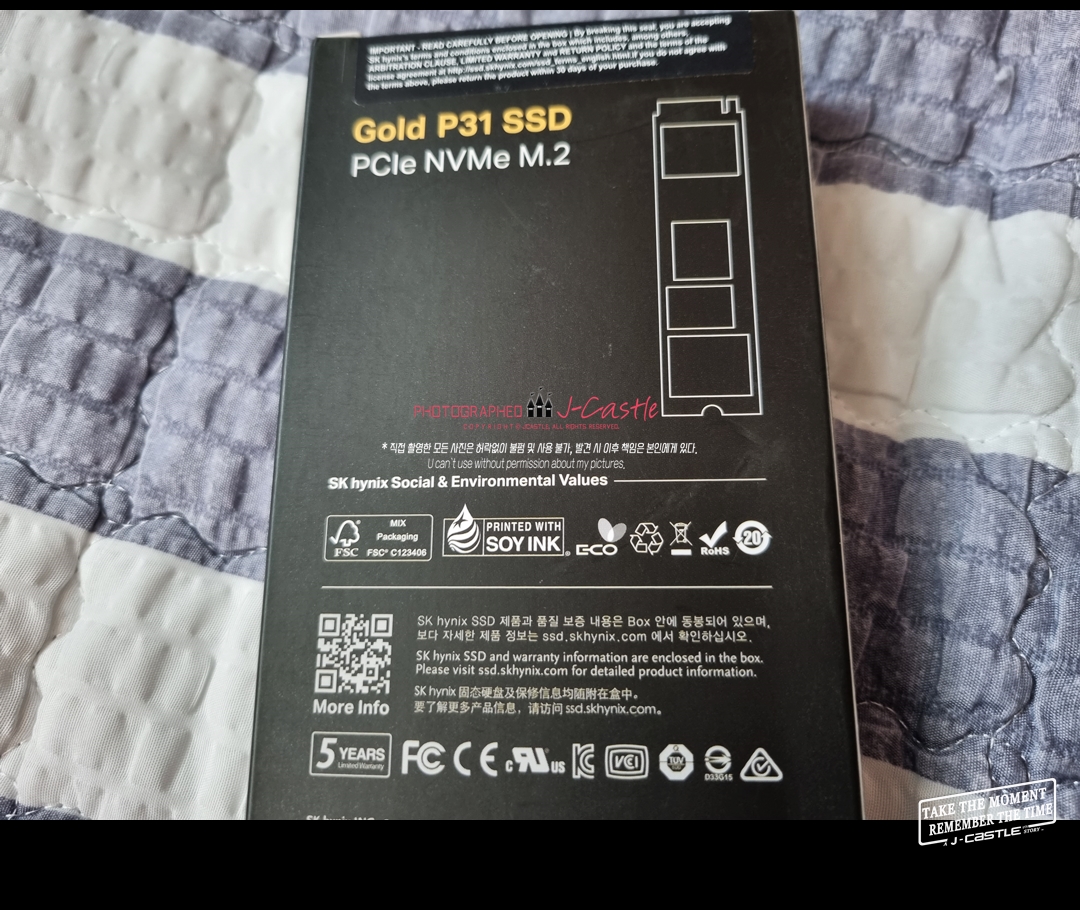 IMPORTANT - READ CAREFULLY BEFORE OPENING | By breaking this seal, you are accepting
SK hynix's terms and conditions enclosed in the box which includes, among others,
ARBITRATION CLAUSE, LIMITED WARRANTY and RETURN POLICY and the terms of the
license agreement at http://ssd.skhynix.com/ssd_terms_english.html.If you do not agree with
the terms above, please return the product within 30 days of your purchase.
Gold P31 SSD
PCIe NVMe M.2
PHOTOGRAPHED J-Castle
COPYRIGHT© JCASTLE, ALL RIGHTS RESERVED.
* 직접 촬영한 모든 사진은 허락없이 불펌 및 사용 불가, 발견 시 이후 책임은 본인에게 있다.
U can't use without permission about my pictures.
SK hynix Social & Environmental Values
FSC
MIX
Packaging
FSC® C123406
PRINTED WITH
SOY INK
ECO
RoHS
20
SK hynix SSD 제품과 품질 보증 내용은 Box 안에 동봉되어 있으며,
보다 자세한 제품 정보는 ssd.skhynix.com 에서 확인하십시오.
SK hynix SSD and warranty information are enclosed in the box.
Please visit ssd.skhynix.com for detailed product information.
SK hynix 固态硬盘及保修信息均随附在盒中。
要了解更多产品信息，请访问 ssd.skhynix.com。
More Info
5 YEARS
Limited Warranty
FC CE c RU us
VCI
TUV
D33G15
TAKE THE MOMENT
REMEMBER THE TIME
J-CASTLE STORY